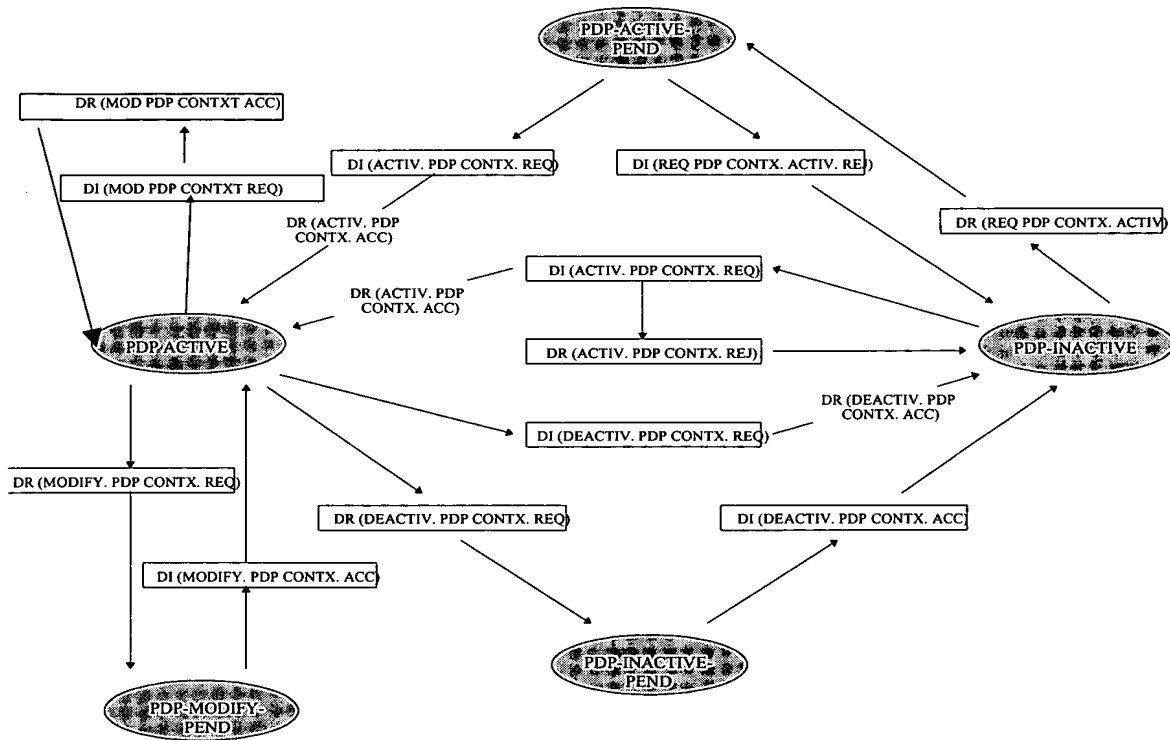 PDP-ACTIVE-
PEND
DR (MOD PDP CONTXT ACC)
DI (ACTIV. PDP CONTX. REQ)
DI (REQ PDP CONTX. ACTIV. REJ)
DI (MOD PDP CONTXT REQ)
DR (ACTIV. PDP
CONTX. ACC)
DR (REQ PDP CONTX. ACTIV)
DI (ACTIV. PDP CONTX. REQ)
DR (ACTIV. PDP
CONTX. ACC)
PDP ACTIVE
DR (ACTIV. PDP CONTX. REJ)
PDP-INACTIVE
DR (DEACTIV. PDP
CONTX. ACC)
DI (DEACTIV. PDP CONTX. REQ)
DR (MODIFY. PDP CONTX. REQ)
DR (DEACTIV. PDP CONTX. REQ)
DI (DEACTIV. PDP CONTX. ACC)
DI (MODIFY. PDP CONTX. ACC)
PDP-INACTIVE-
PEND
PDP-MODIFY-
PEND